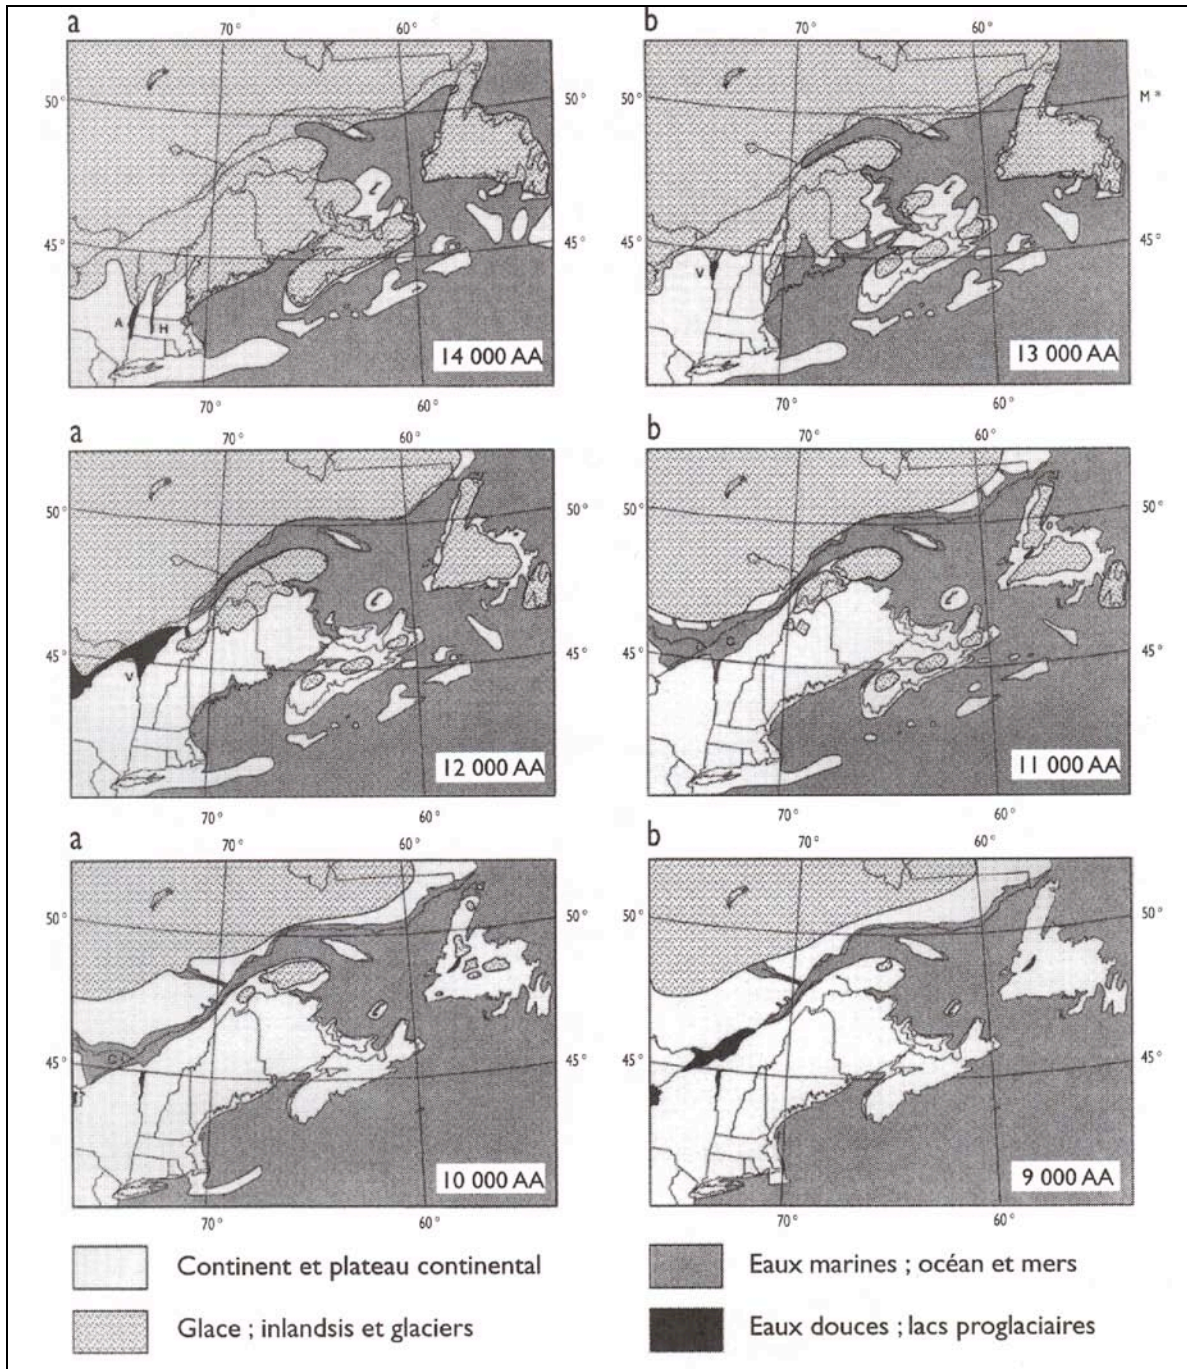 a
b
70° 60° 70° 60°
50° 50° 50° M
45° 45° 45° 45°
A H V
14 000 AA 13 000 AA
70° 60° 70° 60°
a
b
70° 60° 70° 60°
50° 50° 50° 50°
45° 45° 45° 45°
V C
12 000 AA 11 000 AA
70° 60° 70° 60°
a
b
70° 60° 70° 60°
50° 50° 50° 50°
45° 45° 45° 45°
C
10 000 AA 9 000 AA
70° 60° 70° 60°
Continent et plateau continental
Eaux marines ; océan et mers
Glace ; inlandsis et glaciers
Eaux douces ; lacs proglaciaires